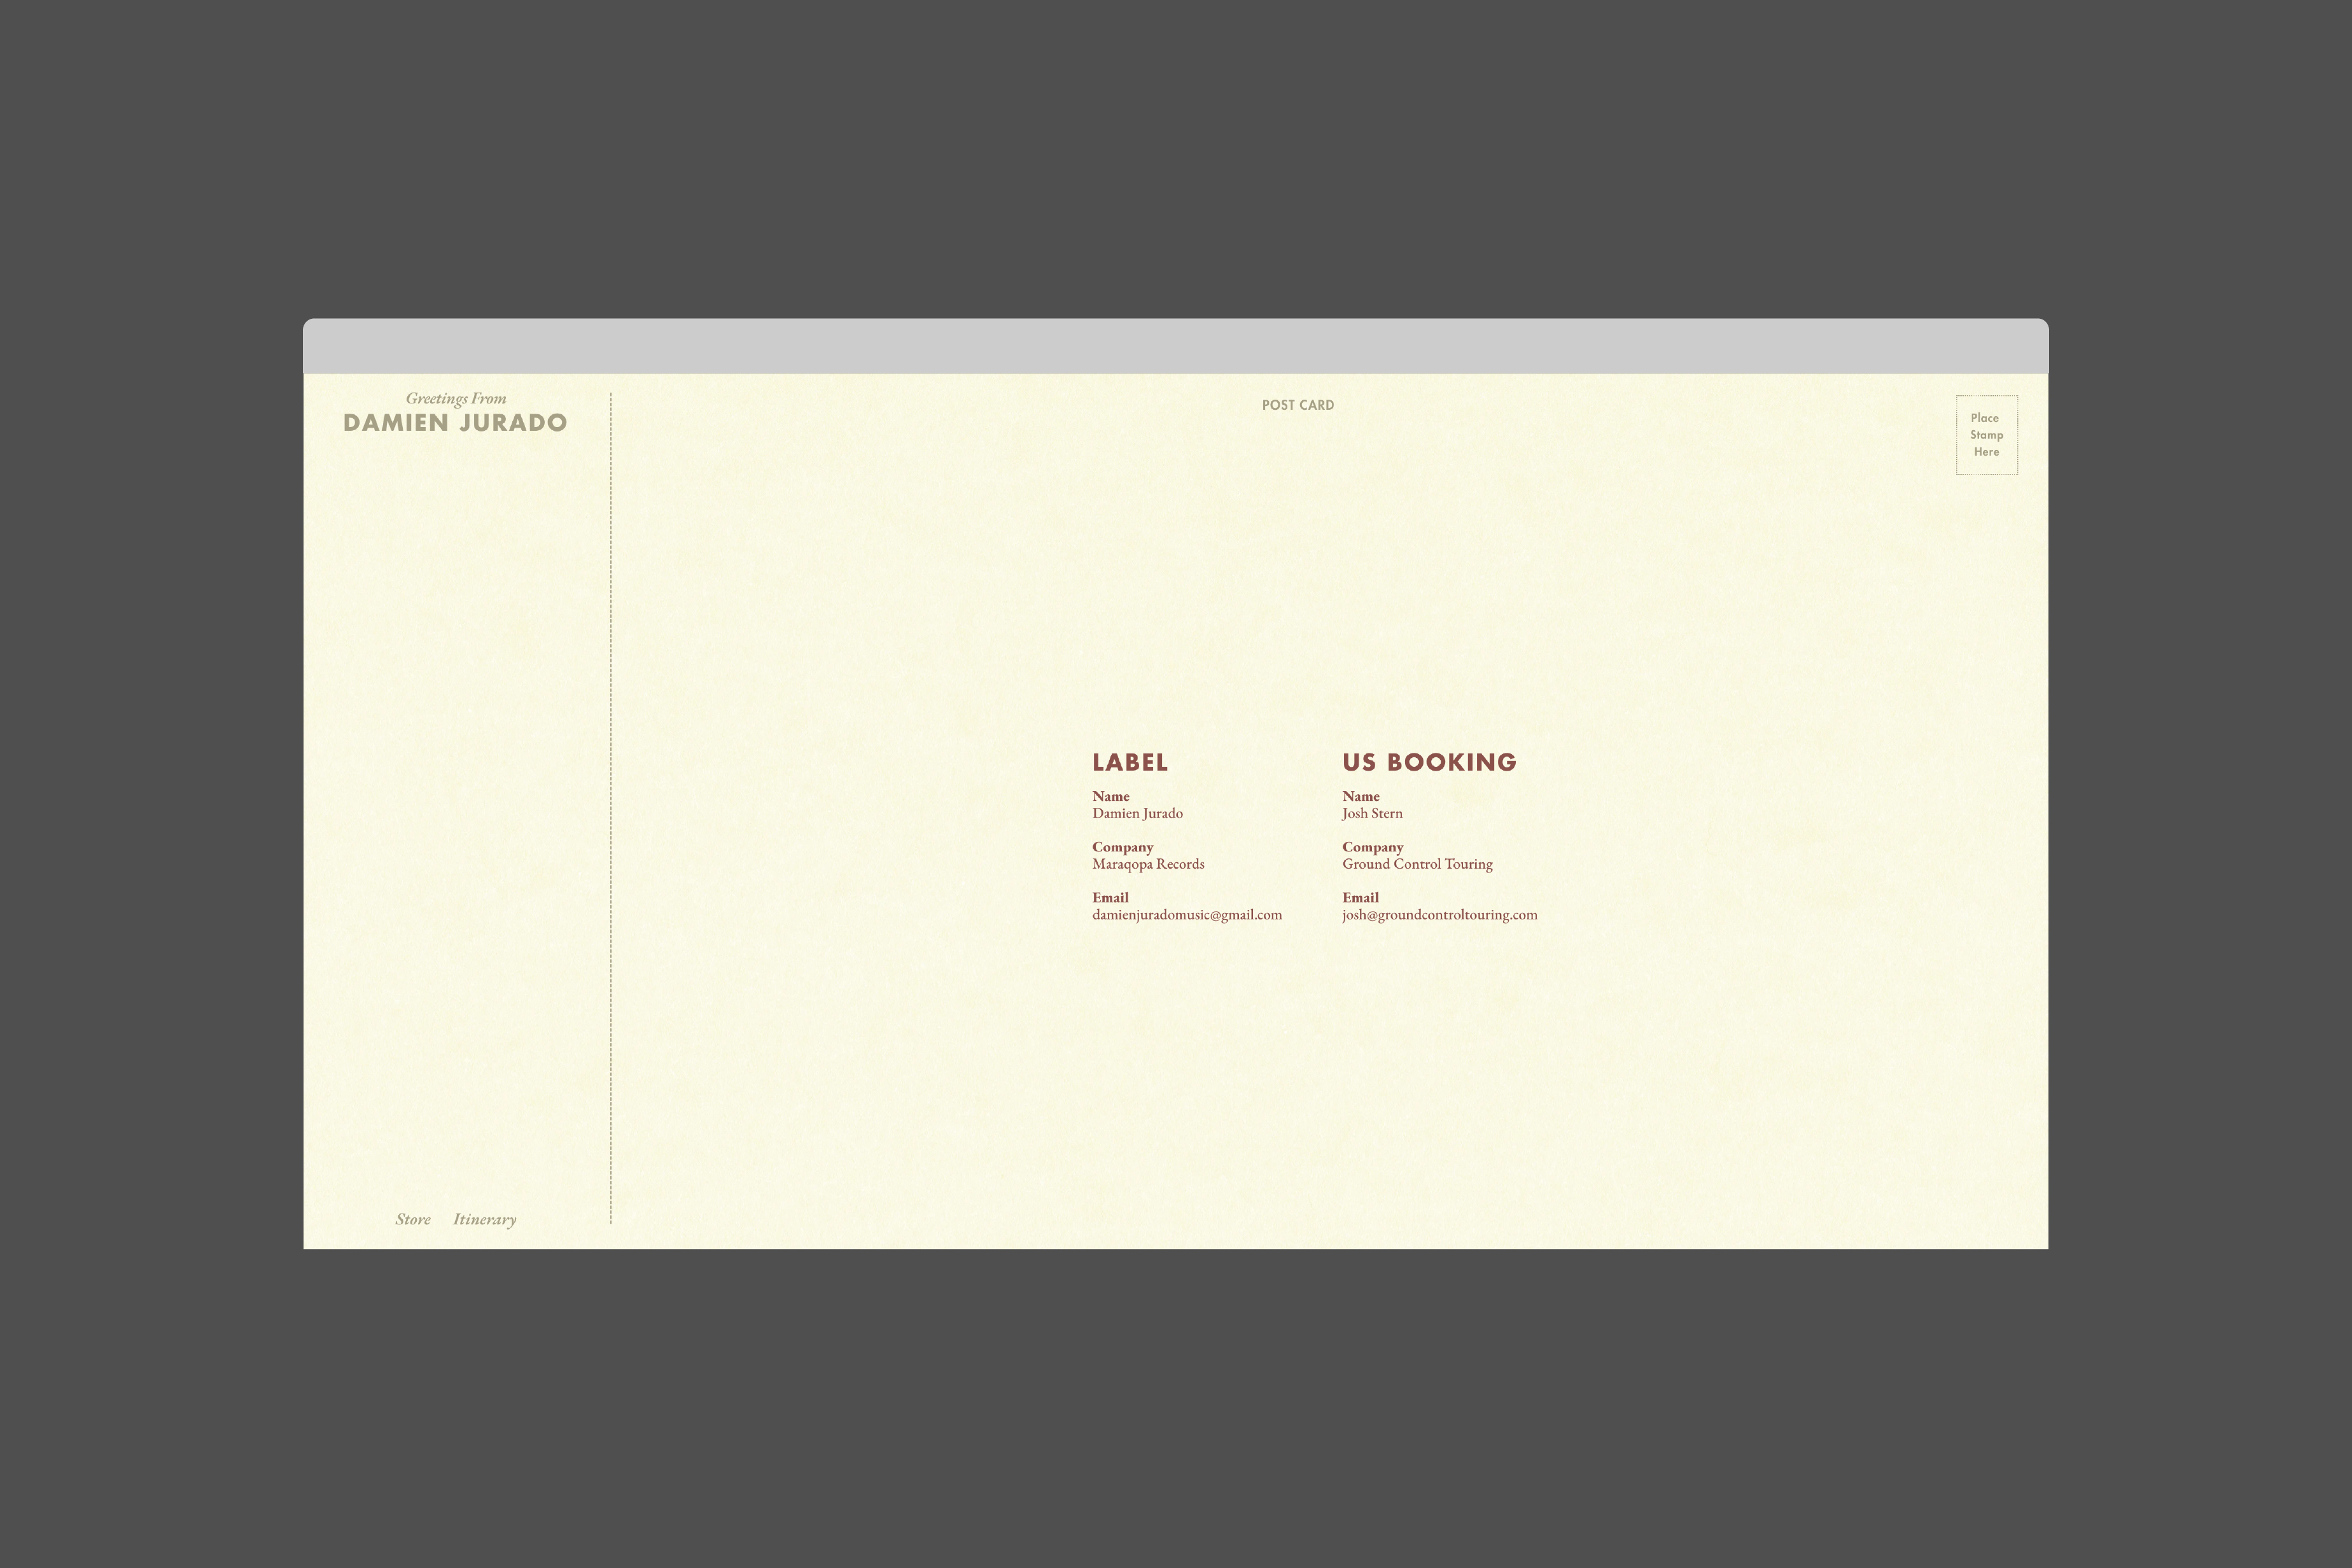 Greetings From
DAMIEN JURADO
POST CARD
Place
Stamp
Here
LABEL
Name
Damien Jurado
Company
Maraqopa Records
Email
damienjuradomusic@gmail.com
US BOOKING
Name
Josh Stern
Company
Ground Control Touring
Email
josh@groundcontroltouring.com
Store Itinerary